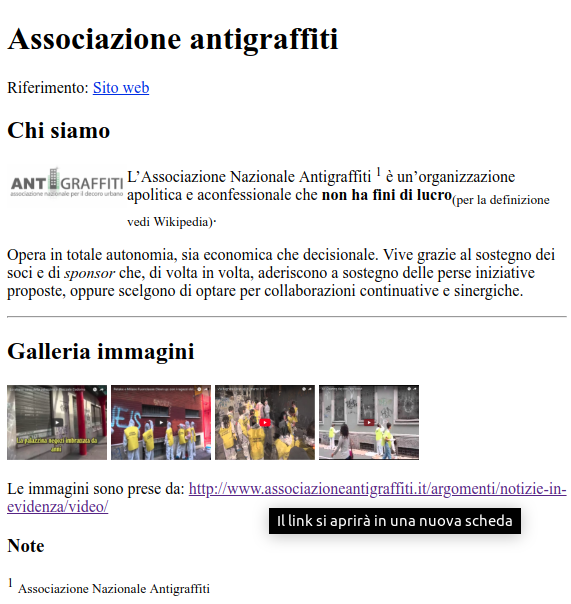 Associazione antigraffiti
Riferimento: Sito web
Chi siamo
ANTIGRAFFITI
associazione nazionale per il decoro urbano
L’Associazione Nazionale Antigraffiti 1 è un’organizzazione
apolitica e aconfessionale che non ha fini di lucro(per la definizione
vedi Wikipedia).
Opera in totale autonomia, sia economica che decisionale. Vive grazie al sostegno dei
soci e di sponsor che, di volta in volta, aderiscono a sostegno delle perse iniziative
proposte, oppure scelgono di optare per collaborazioni continuative e sinergiche.
Galleria immagini
La palazzina negozi imbrattata da
anni
Le immagini sono prese da: http://www.associazioneantigraffiti.it/argomenti/notizie-in-
evidenza/video/
Il link si aprirà in una nuova scheda
Note
1 Associazione Nazionale Antigraffiti